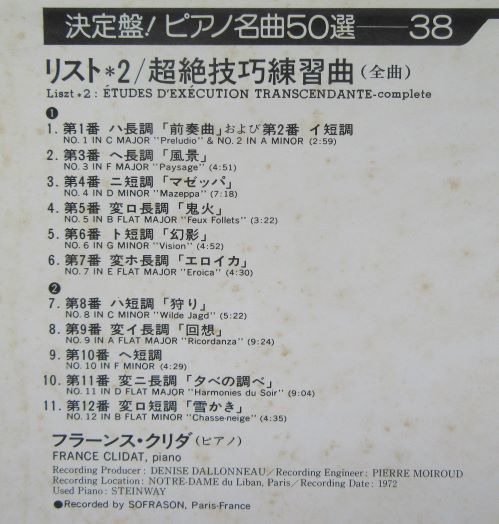 決定盤!ピアノ名曲50選——38
リスト*2/超絶技巧練習曲(全曲)
Liszt*2: ÉTUDES D'EXÉCUTION TRANSCENDANTE-complete
❶
1. 第1番 ハ長調「前奏曲」および第2番 イ短調
NO. 1 IN C MAJOR "Preludio" & NO. 2 IN A MINOR (2:59)
2. 第3番 ヘ長調「風景」
NO. 3 IN F MAJOR "Paysage" (4:51)
3. 第4番 ニ短調「マゼッパ」
NO. 4 IN D MINOR "Mazeppa" (7:18)
4. 第5番 変ロ長調「鬼火」
NO. 5 IN B FLAT MAJOR "Feux Follets" (3:22)
5. 第6番 ト短調「幻影」
NO. 6 IN G MINOR "Vision" (4:52)
6. 第7番 変ホ長調「エロイカ」
NO. 7 IN E FLAT MAJOR "Eroica" (4:30)
❷
7. 第8番 ハ短調「狩り」
NO. 8 IN C MINOR "Wilde Jagd" (5:22)
8. 第9番 変イ長調「回想」
NO. 9 IN A FLAT MAJOR "Ricordanza" (9:24)
9. 第10番 ヘ短調
NO. 10 IN F MINOR (4:29)
10. 第11番 変ニ長調「夕べの調べ」
NO. 11 IN D FLAT MAJOR "Harmonies du Soir" (9:04)
11. 第12番 変ロ短調「雪かき」
NO. 12 IN B FLAT MINOR "Chasse-neige" (4:35)
フラーンス・クリダ(ピアノ)
FRANCE CLIDAT, piano
Recording Producer: DENISE DALLONNEAU/Recording Engineer: PIERRE MOIROUD
Recording Location: NOTRE-DAME du Liban, Paris/Recording Date: 1972
Used Piano: STEINWAY
●Recorded by SOFRASON, Paris-France